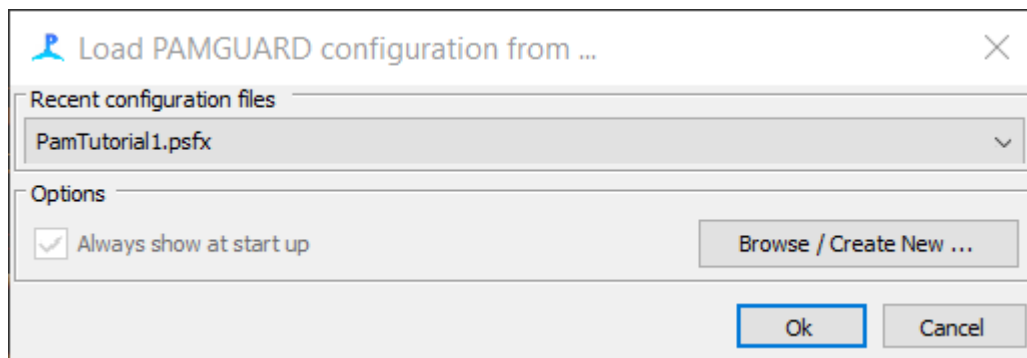 Load PAMGUARD configuration from ...
Recent configuration files
PamTutorial1.psfx
Options
Always show at start up
Browse / Create New ...
Ok
Cancel